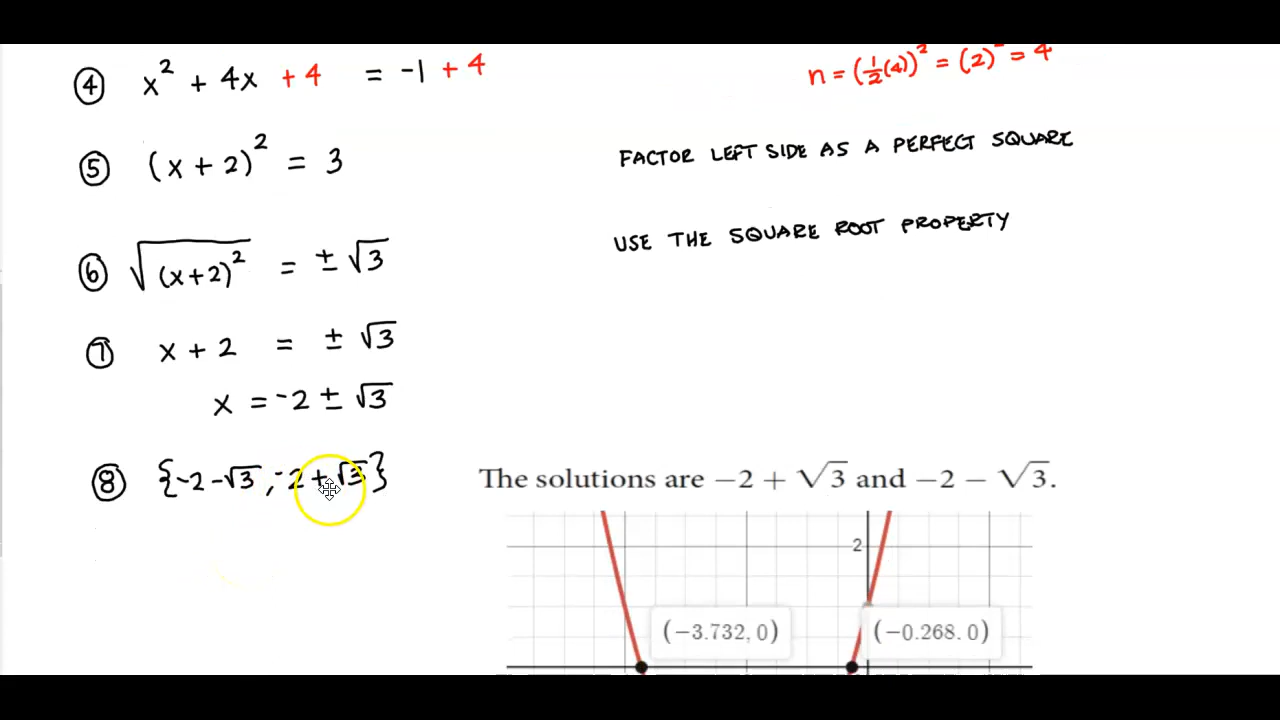 ④ x² + 4x + 4 = -1 + 4
n = (½(4))² = (2)² = 4
⑤ (x + 2)² = 3
FACTOR LEFT SIDE AS A PERFECT SQUARE
USE THE SQUARE ROOT PROPERTY
⑥ √(x+2)² = ± √3
⑦ x + 2 = ± √3
x = -2 ± √3
⑧ {-2 - √3, -2 + √3}
The solutions are −2 + √3 and −2 − √3.
2
(−3.732, 0)
(−0.268. 0)